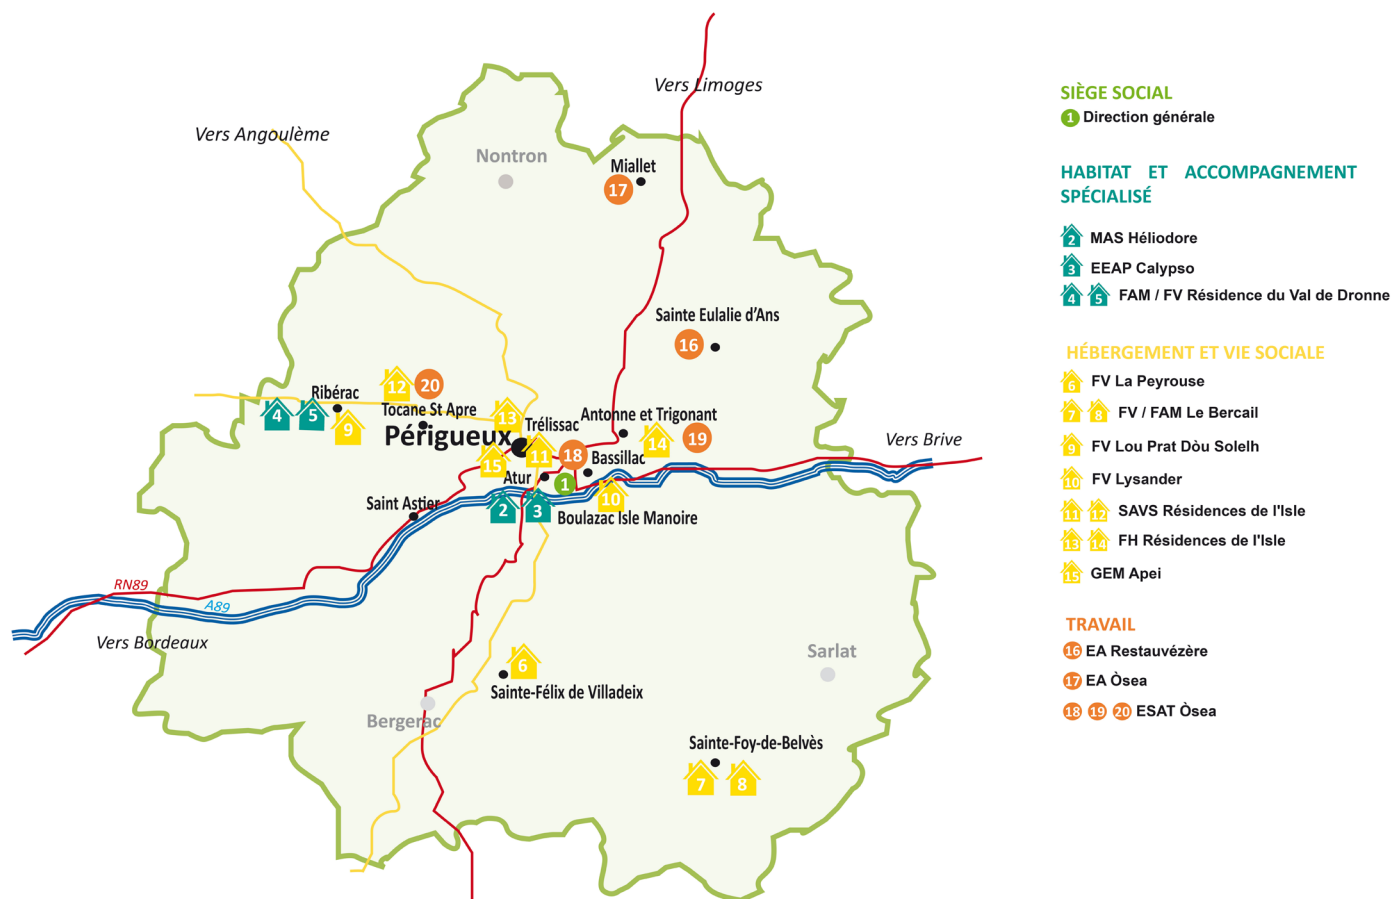 Vers Limoges
Vers Angoulème
Nontron
Miallet
17
Sainte Eulalie d'Ans
16
12
20
Ribérac
4
5
9
Tocane St Apre
13
Trélissac
Antonne et Trigonant
14
19
Périgueux
15
11
18
Bassillac
Vers Brive
Atur
1
10
Saint Astier
2
3
Boulazac Isle Manoire
RN89
A89
Vers Bordeaux
6
Sainte-Félix de Villadeix
Sarlat
Bergerac
Sainte-Foy-de-Belvès
7
8
SIÈGE SOCIAL
1 Direction générale
HABITAT ET ACCOMPAGNEMENT
SPÉCIALISÉ
2 MAS Héliodore
3 EEAP Calypso
4 5 FAM / FV Résidence du Val de Dronne
HÉBERGEMENT ET VIE SOCIALE
6 FV La Peyrouse
7 8 FV / FAM Le Bercail
9 FV Lou Prat Dòu Solelh
10 FV Lysander
11 12 SAVS Résidences de l'Isle
13 14 FH Résidences de l'Isle
15 GEM Apei
TRAVAIL
16 EA Restauvézère
17 EA Òsea
18 19 20 ESAT Òsea